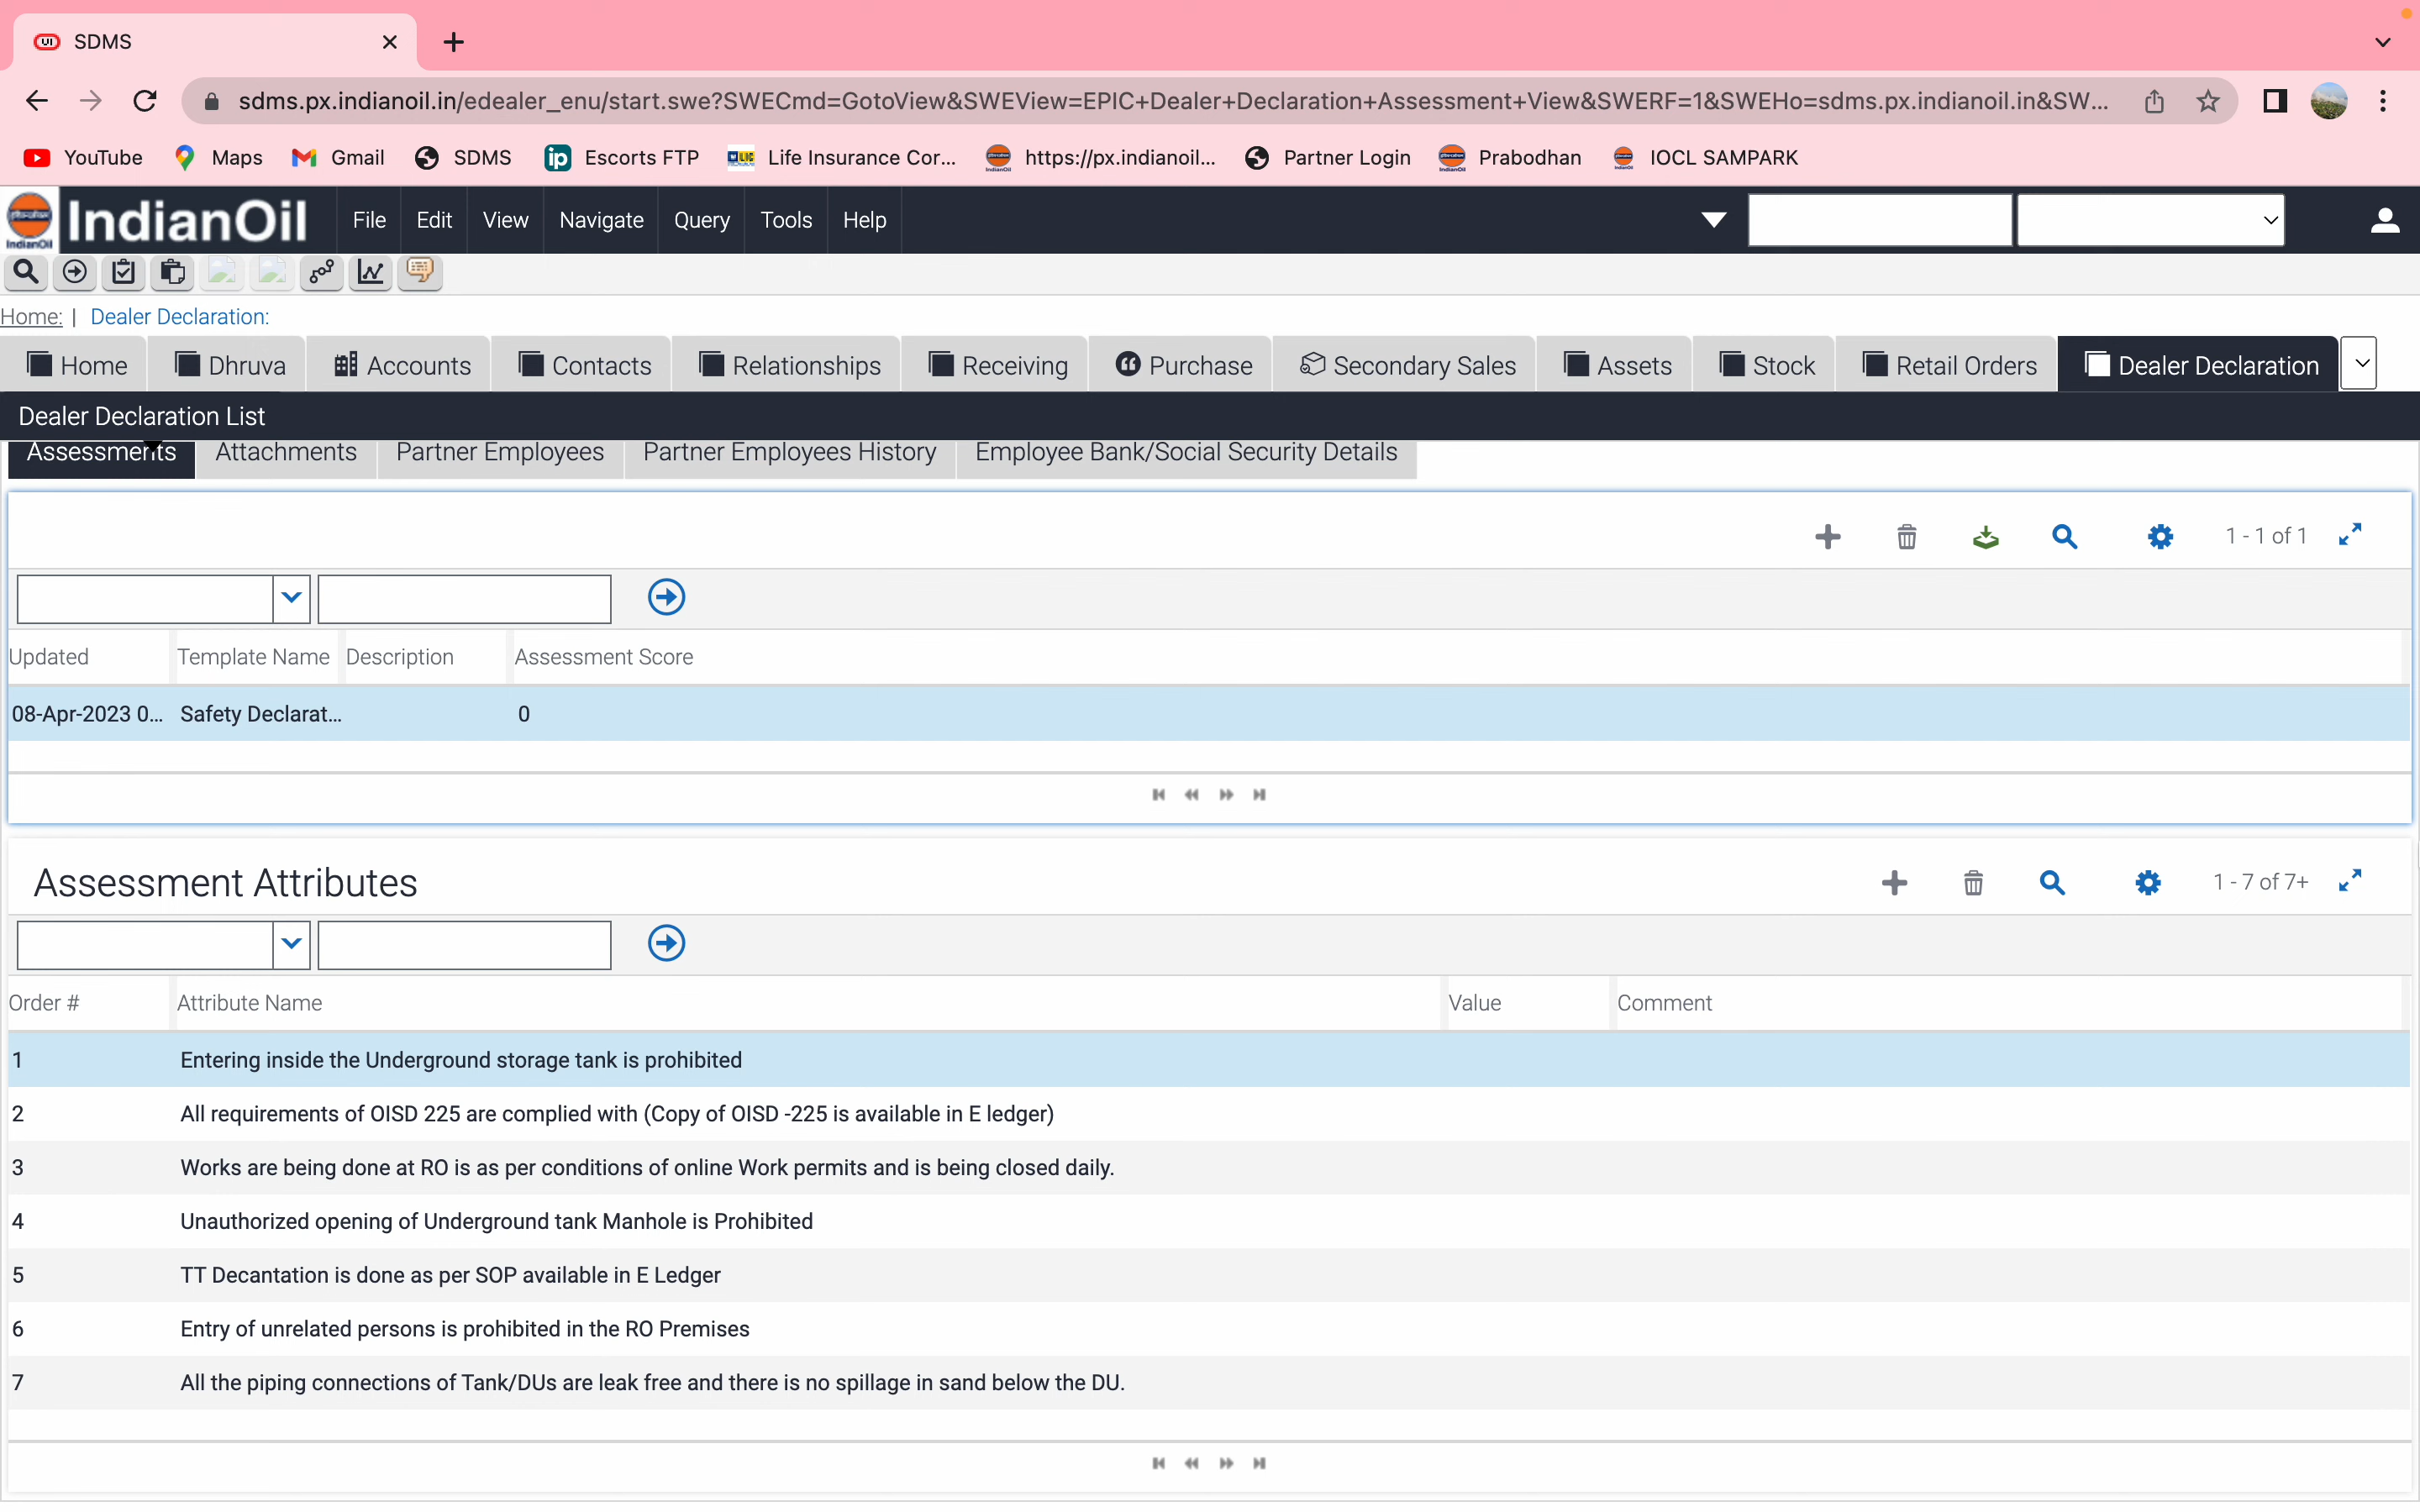 SDMS
sdms.px.indianoil.in/edealer_enu/start.swe?SWECmd=GotoView&SWEView=EPIC+Dealer+Declaration+Assessment+View&SWERF=1&SWEHo=sdms.px.indianoil.in&SW...
YouTube Maps Gmail SDMS Escorts FTP Life Insurance Cor... https://px.indianoil... Partner Login Prabodhan IOCL SAMPARK
IndianOil IndianOil File Edit View Navigate Query Tools Help
Home: | Dealer Declaration:
Home Dhruva Accounts Contacts Relationships Receiving Purchase Secondary Sales Assets Stock Retail Orders Dealer Declaration
Dealer Declaration List
Assessments Attachments Partner Employees Partner Employees History Employee Bank/Social Security Details
1 - 1 of 1
Updated Template Name Description Assessment Score
08-Apr-2023 0... Safety Declarat... 0
Assessment Attributes 1 - 7 of 7+
Order # Attribute Name Value Comment
1 Entering inside the Underground storage tank is prohibited
2 All requirements of OISD 225 are complied with (Copy of OISD -225 is available in E ledger)
3 Works are being done at RO is as per conditions of online Work permits and is being closed daily.
4 Unauthorized opening of Underground tank Manhole is Prohibited
5 TT Decantation is done as per SOP available in E Ledger
6 Entry of unrelated persons is prohibited in the RO Premises
7 All the piping connections of Tank/DUs are leak free and there is no spillage in sand below the DU.